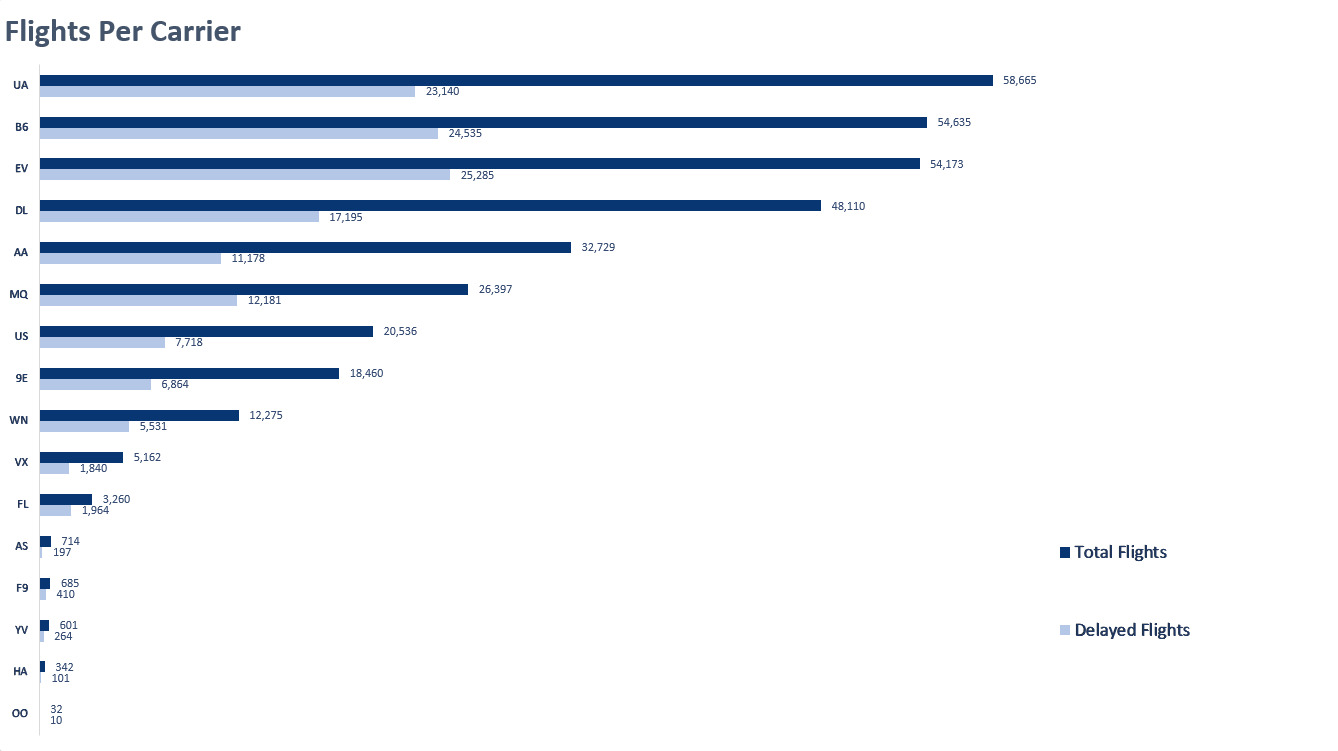 Flights Per Carrier
UA 58,665
23,140
B6 54,635
24,535
EV 54,173
25,285
DL 48,110
17,195
AA 32,729
11,178
MQ 26,397
12,181
US 20,536
7,718
9E 18,460
6,864
WN 12,275
5,531
VX 5,162
1,840
FL 3,260
1,964
AS 714
197
F9 685
410
YV 601
264
HA 342
101
OO 32
10
Total Flights
Delayed Flights